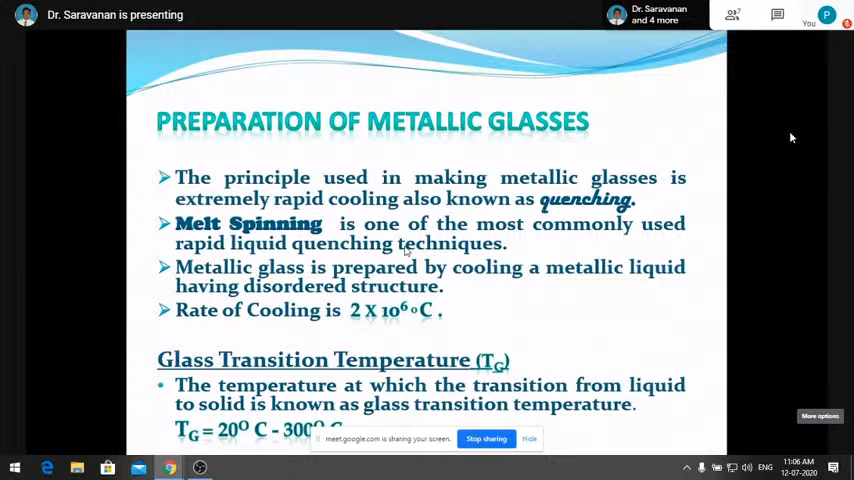 Dr. Saravanan is presenting
Dr. Saravanan
and 4 more
7
P
You
PREPARATION OF METALLIC GLASSES
The principle used in making metallic glasses is
extremely rapid cooling also known as quenching.
Melt Spinning is one of the most commonly used
rapid liquid quenching techniques.
Metallic glass is prepared by cooling a metallic liquid
having disordered structure.
Rate of Cooling is 2 X 10⁶ ᵒC .
Glass Transition Temperature (TG)
• The temperature at which the transition from liquid
to solid is known as glass transition temperature.
TG = 20ᴼ C - 300ᴼ C
More options
meet.google.com is sharing your screen.
Stop sharing
Hide
ENG
11:06 AM
12-07-2020